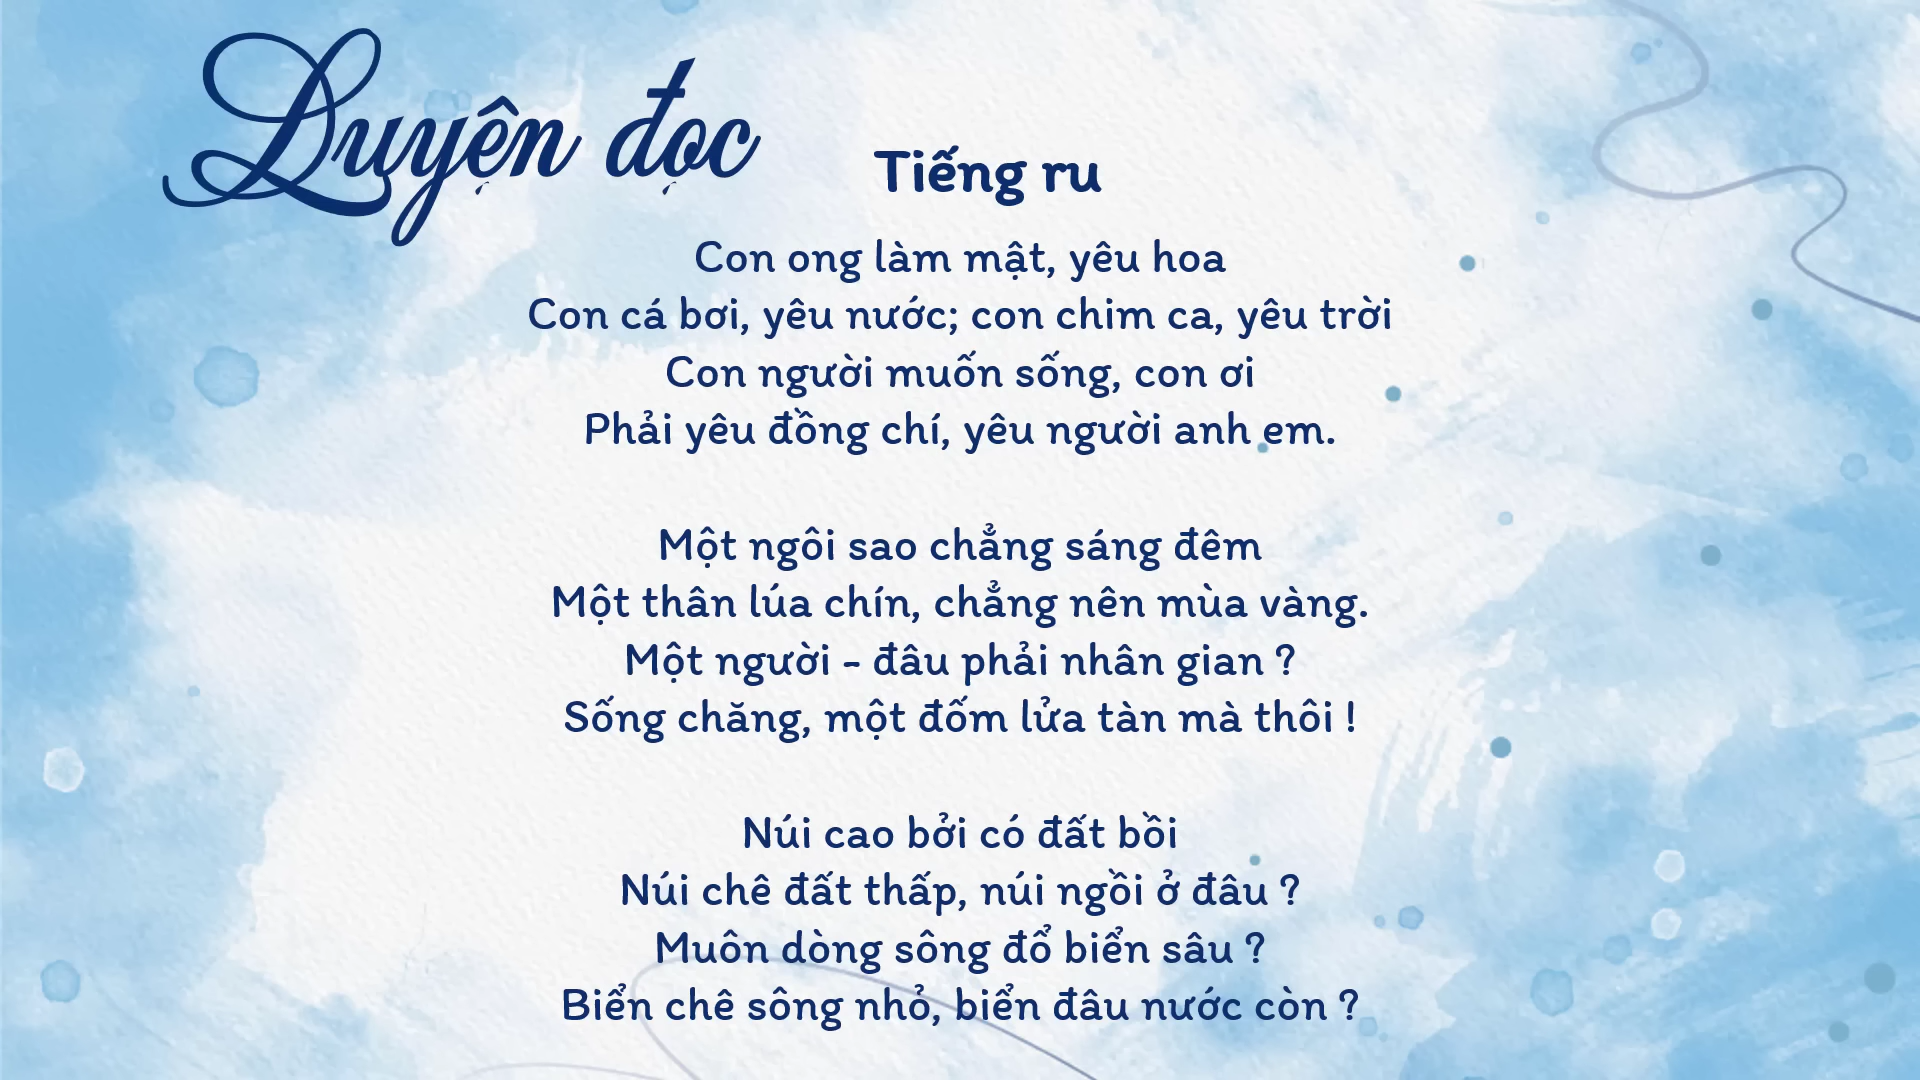 Luyện đọc
Tiếng ru
Con ong làm mật, yêu hoa
Con cá bơi, yêu nước; con chim ca, yêu trời
Con người muốn sống, con ơi
Phải yêu đồng chí, yêu người anh em.
Một ngôi sao chẳng sáng đêm
Một thân lúa chín, chẳng nên mùa vàng.
Một người - đâu phải nhân gian ?
Sống chăng, một đốm lửa tàn mà thôi !
Núi cao bởi có đất bồi
Núi chê đất thấp, núi ngồi ở đâu ?
Muôn dòng sông đổ biển sâu ?
Biển chê sông nhỏ, biển đâu nước còn ?